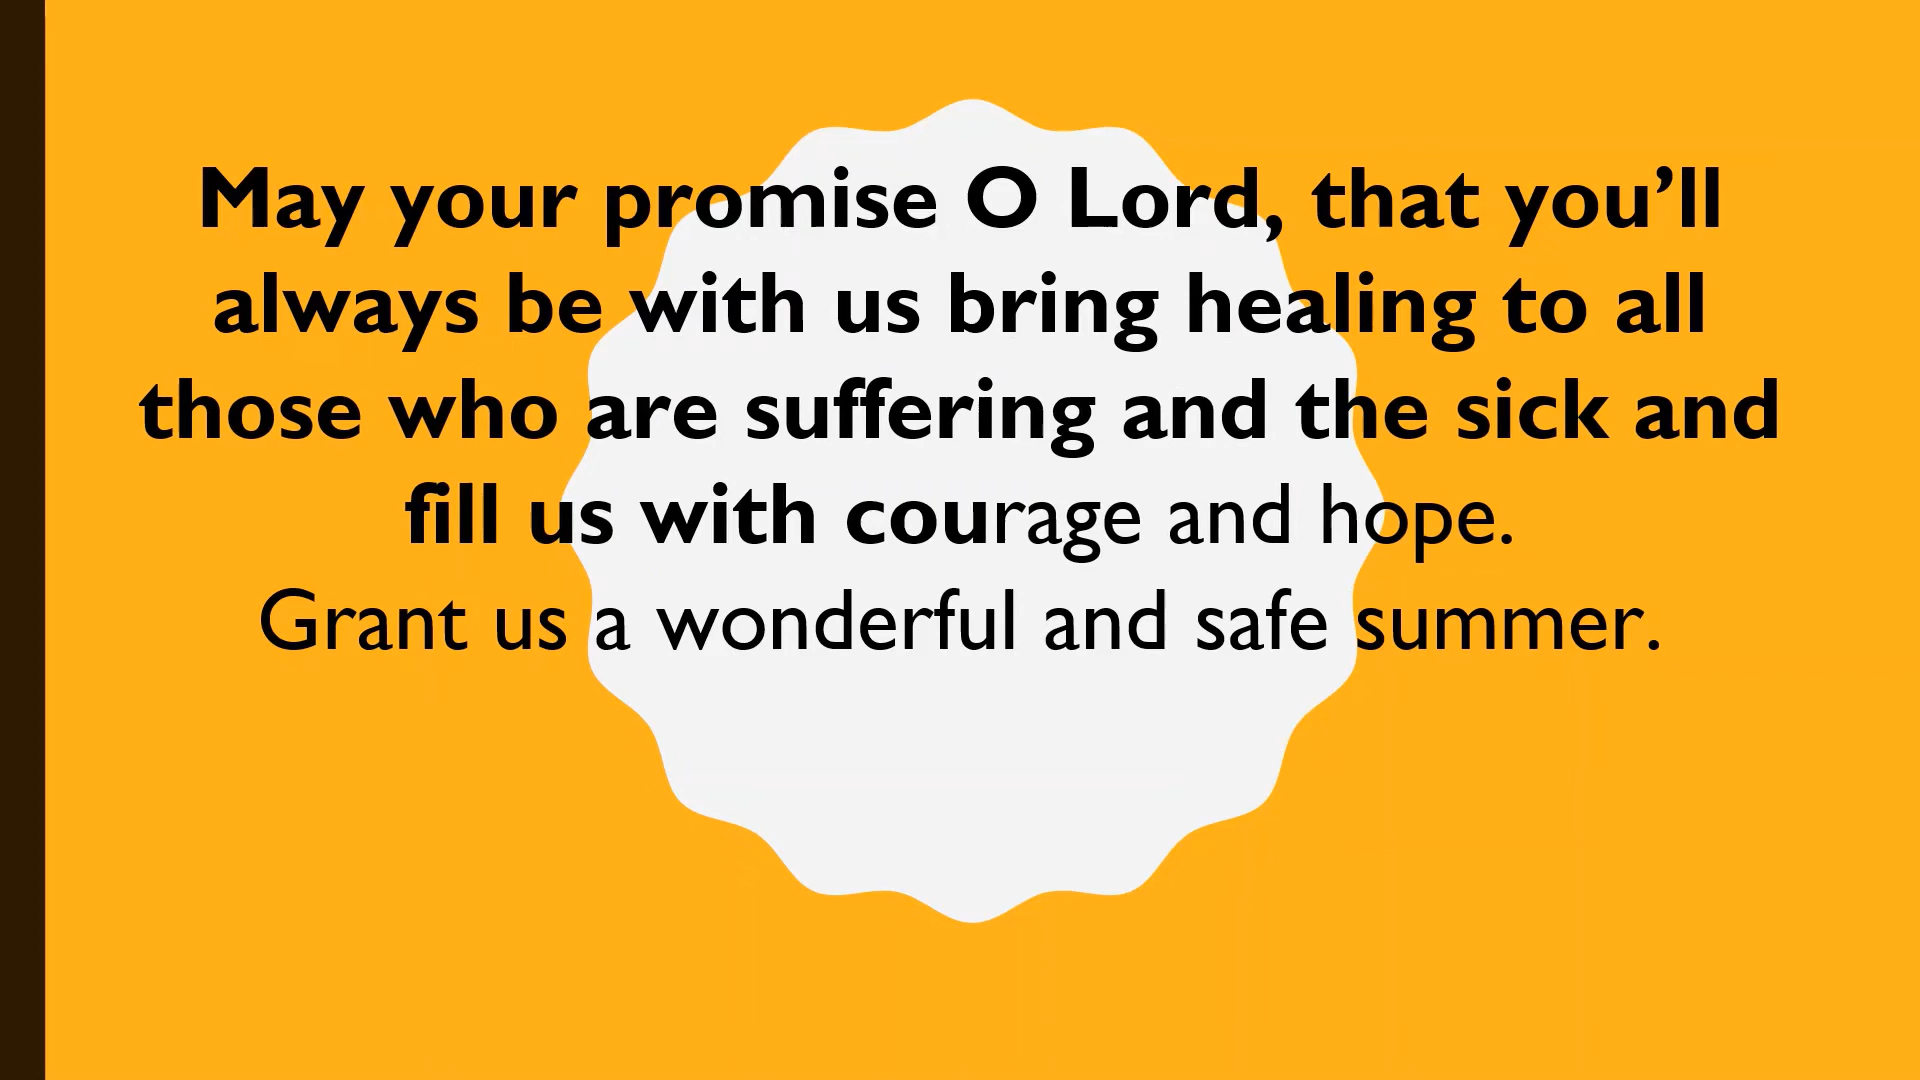 May your promise O Lord, that you’ll
always be with us bring healing to all
those who are suffering and the sick and
fill us with courage and hope.
Grant us a wonderful and safe summer.